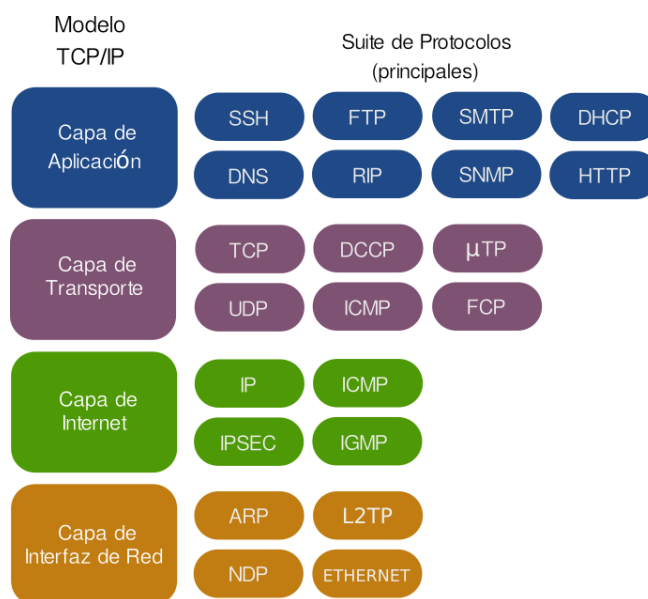 Modelo
TCP/IP
Suite de Protocolos
(principales)
Capa de
Aplicación
SSH
FTP
SMTP
DHCP
DNS
RIP
SNMP
HTTP
Capa de
Transporte
TCP
DCCP
µTP
UDP
ICMP
FCP
Capa de
Internet
IP
ICMP
IPSEC
IGMP
Capa de
Interfaz de Red
ARP
L2TP
NDP
ETHERNET